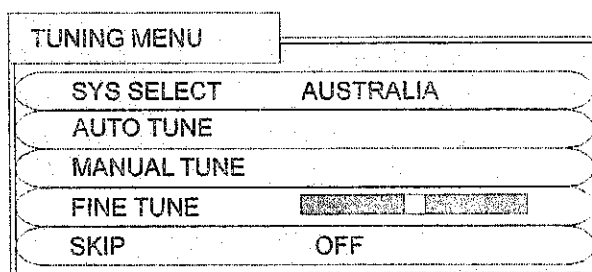 TUNING MENU
SYS SELECT AUSTRALIA
AUTO TUNE
MANUAL TUNE
FINE TUNE
SKIP OFF